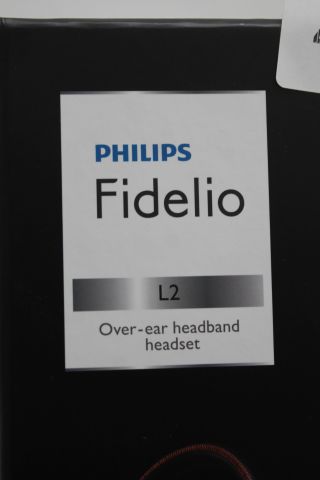 PHILIPS
Fidelio
L2
Over-ear headband
headset